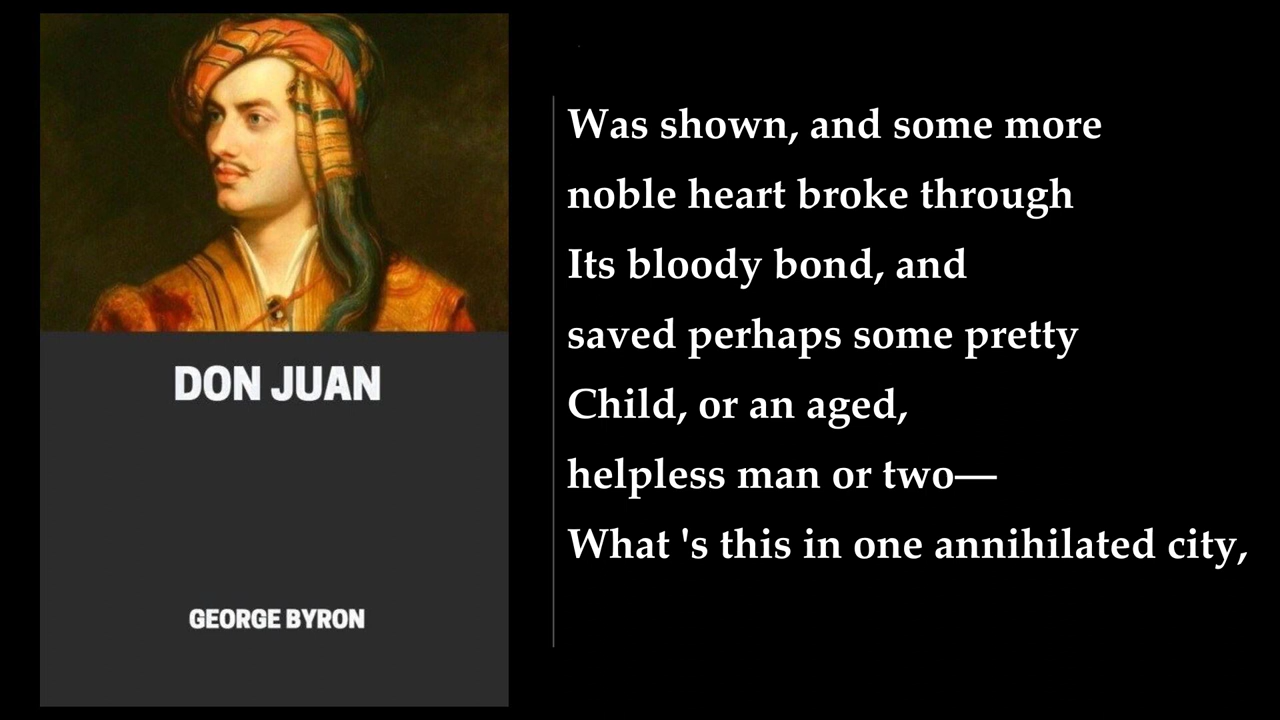 DON JUAN
GEORGE BYRON
Was shown, and some more
noble heart broke through
Its bloody bond, and
saved perhaps some pretty
Child, or an aged,
helpless man or two—
What 's this in one annihilated city,